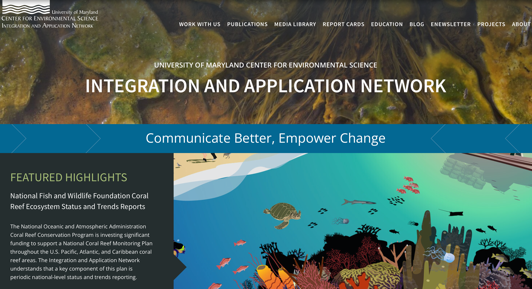 University of Maryland
CENTER FOR ENVIRONMENTAL SCIENCE
INTEGRATION AND APPLICATION NETWORK
WORK WITH US PUBLICATIONS MEDIA LIBRARY REPORT CARDS EDUCATION BLOG ENEWSLETTER PROJECTS ABOUT
UNIVERSITY OF MARYLAND CENTER FOR ENVIRONMENTAL SCIENCE
INTEGRATION AND APPLICATION NETWORK
Communicate Better, Empower Change
FEATURED HIGHLIGHTS
National Fish and Wildlife Foundation Coral
Reef Ecosystem Status and Trends Reports
The National Oceanic and Atmospheric Administration
Coral Reef Conservation Program is investing significant
funding to support a National Coral Reef Monitoring Plan
throughout the U.S. Pacific, Atlantic, and Caribbean coral
reef areas. The Integration and Application Network
understands that a key component of this plan is
periodic national-level status and trends reporting.